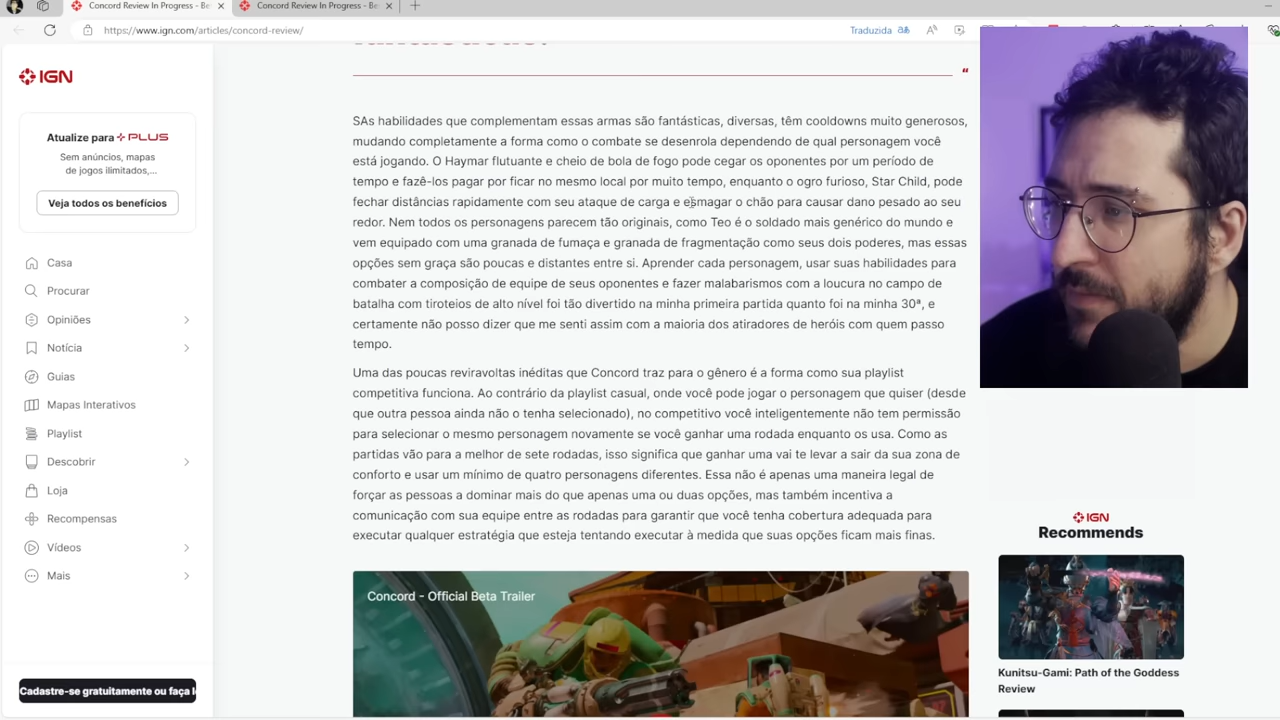 Concord Review In Progress - Be
Concord Review In Progress - Be
https://www.ign.com/articles/concord-review/
Traduzida
IGN
Atualize para PLUS
Sem anúncios, mapas
de jogos ilimitados,...
Veja todos os benefícios
Casa
Procurar
Opiniões
Notícia
Guias
Mapas Interativos
Playlist
Descobrir
Loja
Recompensas
Vídeos
Mais
Cadastre-se gratuitamente ou faça l
SAs habilidades que complementam essas armas são fantásticas, diversas, têm cooldowns muito generosos,
mudando completamente a forma como o combate se desenrola dependendo de qual personagem você
está jogando. O Haymar flutuante e cheio de bola de fogo pode cegar os oponentes por um período de
tempo e fazê-los pagar por ficar no mesmo local por muito tempo, enquanto o ogro furioso, Star Child, pode
fechar distâncias rapidamente com seu ataque de carga e esmagar o chão para causar dano pesado ao seu
redor. Nem todos os personagens parecem tão originais, como Teo é o soldado mais genérico do mundo e
vem equipado com uma granada de fumaça e granada de fragmentação como seus dois poderes, mas essas
opções sem graça são poucas e distantes entre si. Aprender cada personagem, usar suas habilidades para
combater a composição de equipe de seus oponentes e fazer malabarismos com a loucura no campo de
batalha com tiroteios de alto nível foi tão divertido na minha primeira partida quanto foi na minha 30ª, e
certamente não posso dizer que me senti assim com a maioria dos atiradores de heróis com quem passo
tempo.
Uma das poucas reviravoltas inéditas que Concord traz para o gênero é a forma como sua playlist
competitiva funciona. Ao contrário da playlist casual, onde você pode jogar o personagem que quiser (desde
que outra pessoa ainda não o tenha selecionado), no competitivo você inteligentemente não tem permissão
para selecionar o mesmo personagem novamente se você ganhar uma rodada enquanto os usa. Como as
partidas vão para a melhor de sete rodadas, isso significa que ganhar uma vai te levar a sair da sua zona de
conforto e usar um mínimo de quatro personagens diferentes. Essa não é apenas uma maneira legal de
forçar as pessoas a dominar mais do que apenas uma ou duas opções, mas também incentiva a
comunicação com sua equipe entre as rodadas para garantir que você tenha cobertura adequada para
executar qualquer estratégia que esteja tentando executar à medida que suas opções ficam mais finas.
Concord - Official Beta Trailer
IGN
Recommends
Kunitsu-Gami: Path of the Goddess
Review